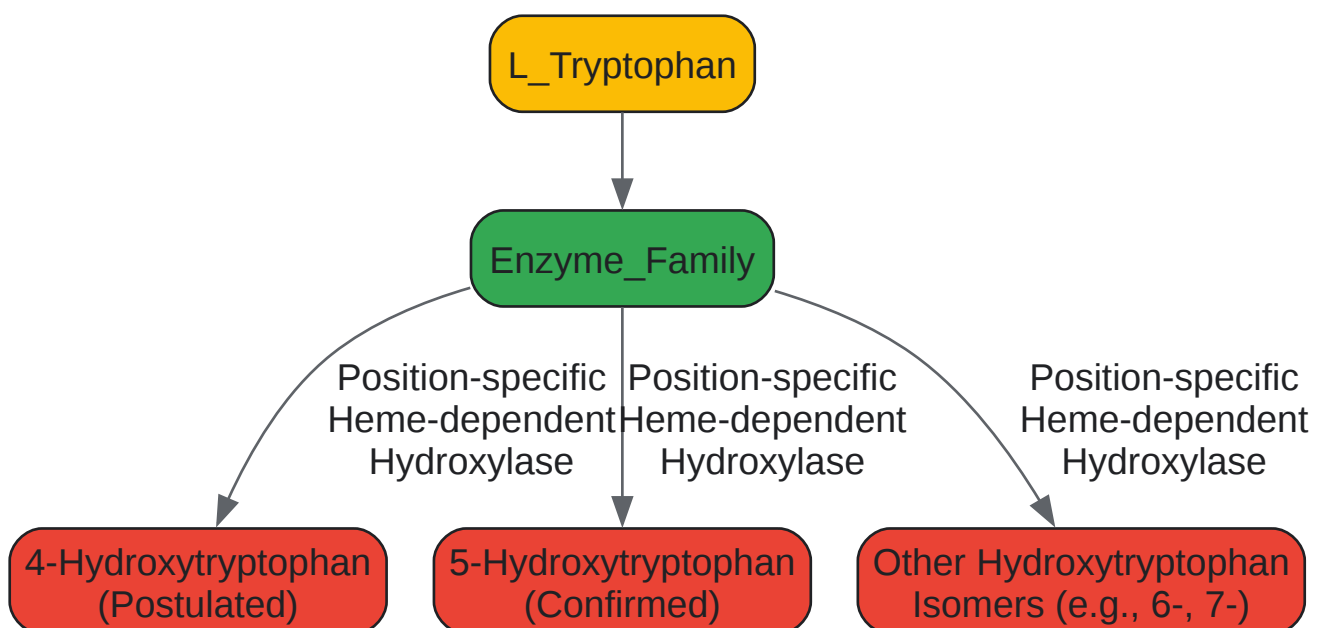 L_Tryptophan
Enzyme_Family
Position-specific
Heme-dependent
Hydroxylase
Position-specific
Heme-dependent
Hydroxylase
Position-specific
Heme-dependent
Hydroxylase
4-Hydroxytryptophan
(Postulated)
5-Hydroxytryptophan
(Confirmed)
Other Hydroxytryptophan
Isomers (e.g., 6-, 7-)